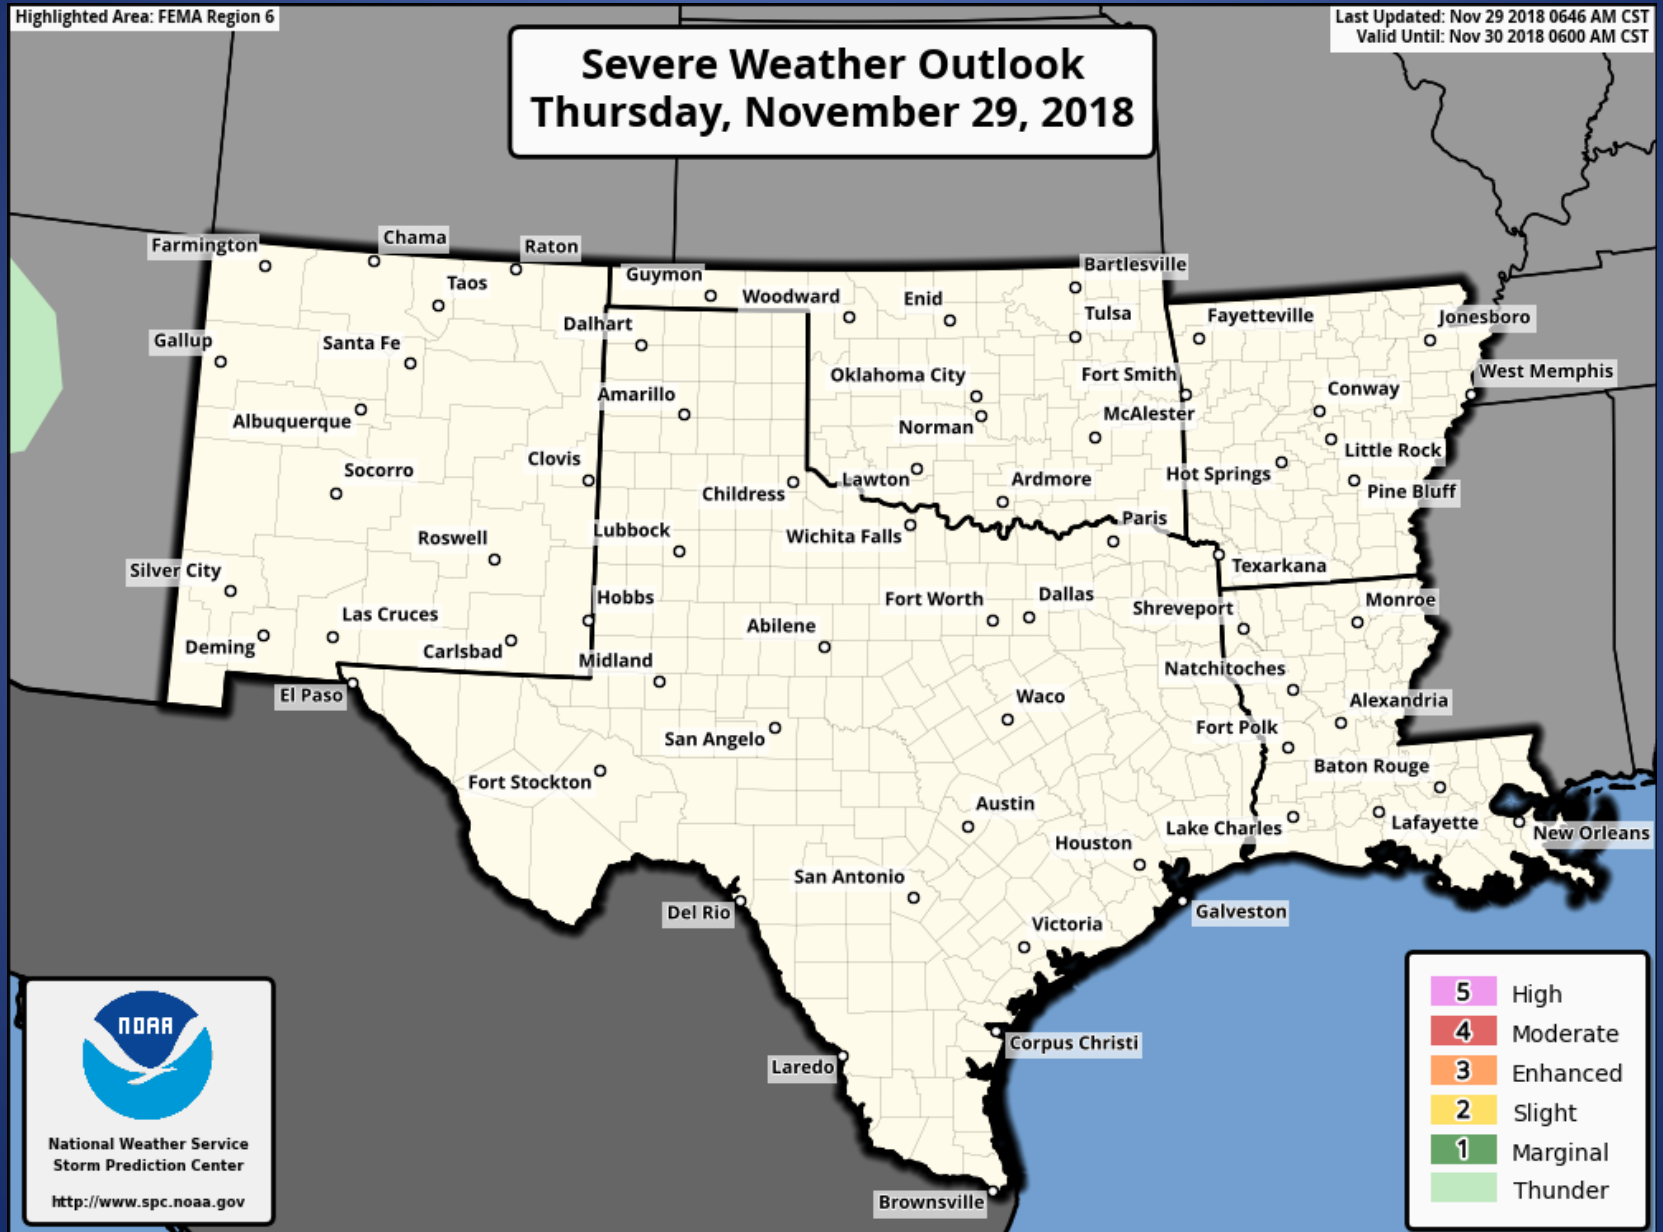 Highlighted Area: FEMA Region 6
Last Updated: Nov 29 2018 0646 AM CST
Valid Until: Nov 30 2018 0600 AM CST
Severe Weather Outlook
Thursday, November 29, 2018
Farmington
Chama
Raton
Taos
Guymon
Woodward
Enid
Bartlesville
Tulsa
Fayetteville
Jonesboro
Gallup
Santa Fe
Dalhart
Oklahoma City
Fort Smith
West Memphis
Conway
Albuquerque
Amarillo
Norman
McAlester
Little Rock
Socorro
Clovis
Childress
Lawton
Ardmore
Hot Springs
Pine Bluff
Roswell
Lubbock
Wichita Falls
Paris
Texarkana
Silver City
Las Cruces
Hobbs
Fort Worth
Dallas
Shreveport
Monroe
Deming
Carlsbad
Abilene
Midland
Natchitoches
El Paso
Waco
Alexandria
San Angelo
Fort Polk
Fort Stockton
Baton Rouge
Austin
Lake Charles
Lafayette
New Orleans
Houston
San Antonio
Del Rio
Galveston
Victoria
Corpus Christi
Laredo
Brownsville
NOAA
National Weather Service
Storm Prediction Center
http://www.spc.noaa.gov
5 High
4 Moderate
3 Enhanced
2 Slight
1 Marginal
Thunder